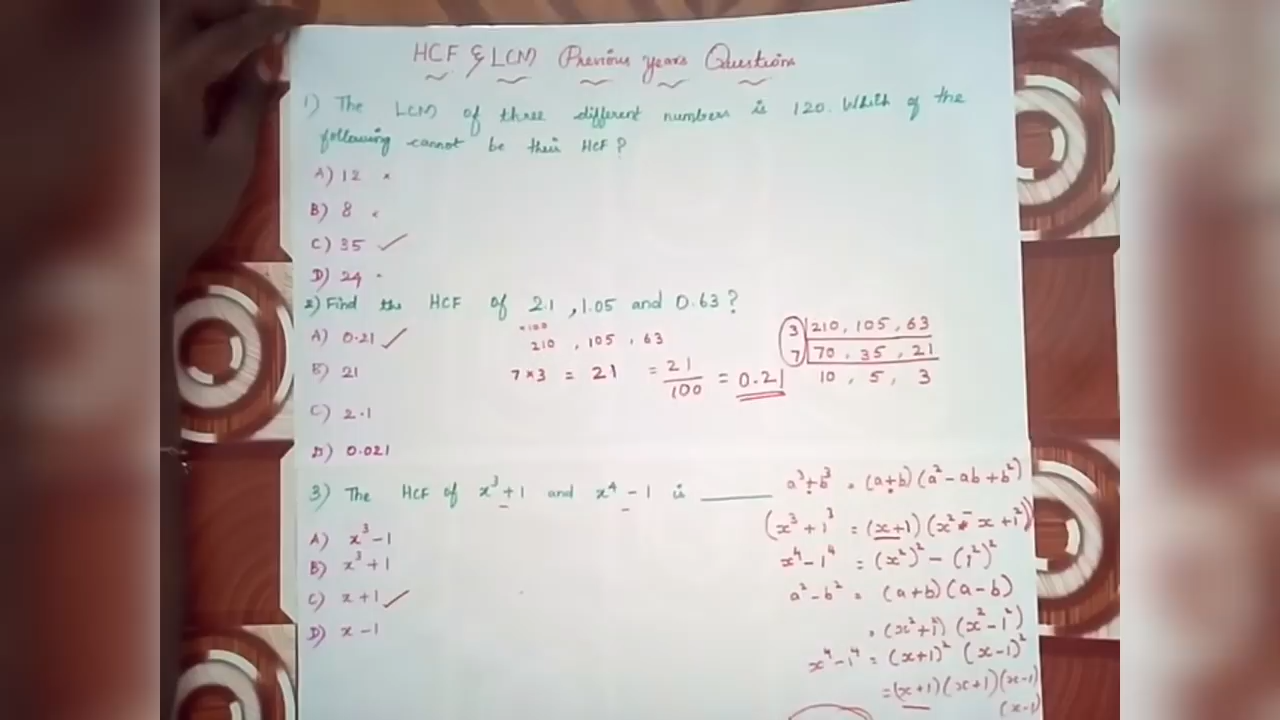 HCF & LCM Previous years Questions
1) The LCM of three different numbers is 120. Which of the
following cannot be their HCF?
A) 12 ×
B) 8 ×
C) 35 ✓
D) 24 ×
2) Find the HCF of 2.1, 1.05 and 0.63?
A) 0.21 ✓
B) 21
C) 2.1
D) 0.021
×100
210, 105, 63
7×3 = 21 = 21/100 = 0.21
3 | 210, 105, 63
7 | 70, 35, 21
10, 5, 3
3) The HCF of x³+1 and x⁴-1 is ______
A) x³-1
B) x³+1
C) x+1 ✓
D) x-1
a³+b³ = (a+b)(a²-ab+b²)
(x³+1³ = (x+1)(x²-x+1²)
x⁴-1⁴ = (x²)²-(1²)²
a²-b² = (a+b)(a-b)
= (x²+1²)(x²-1²)
x⁴-1⁴ = (x+1)²(x-1)²
= (x+1)(x+1)(x-1)
(x-1)